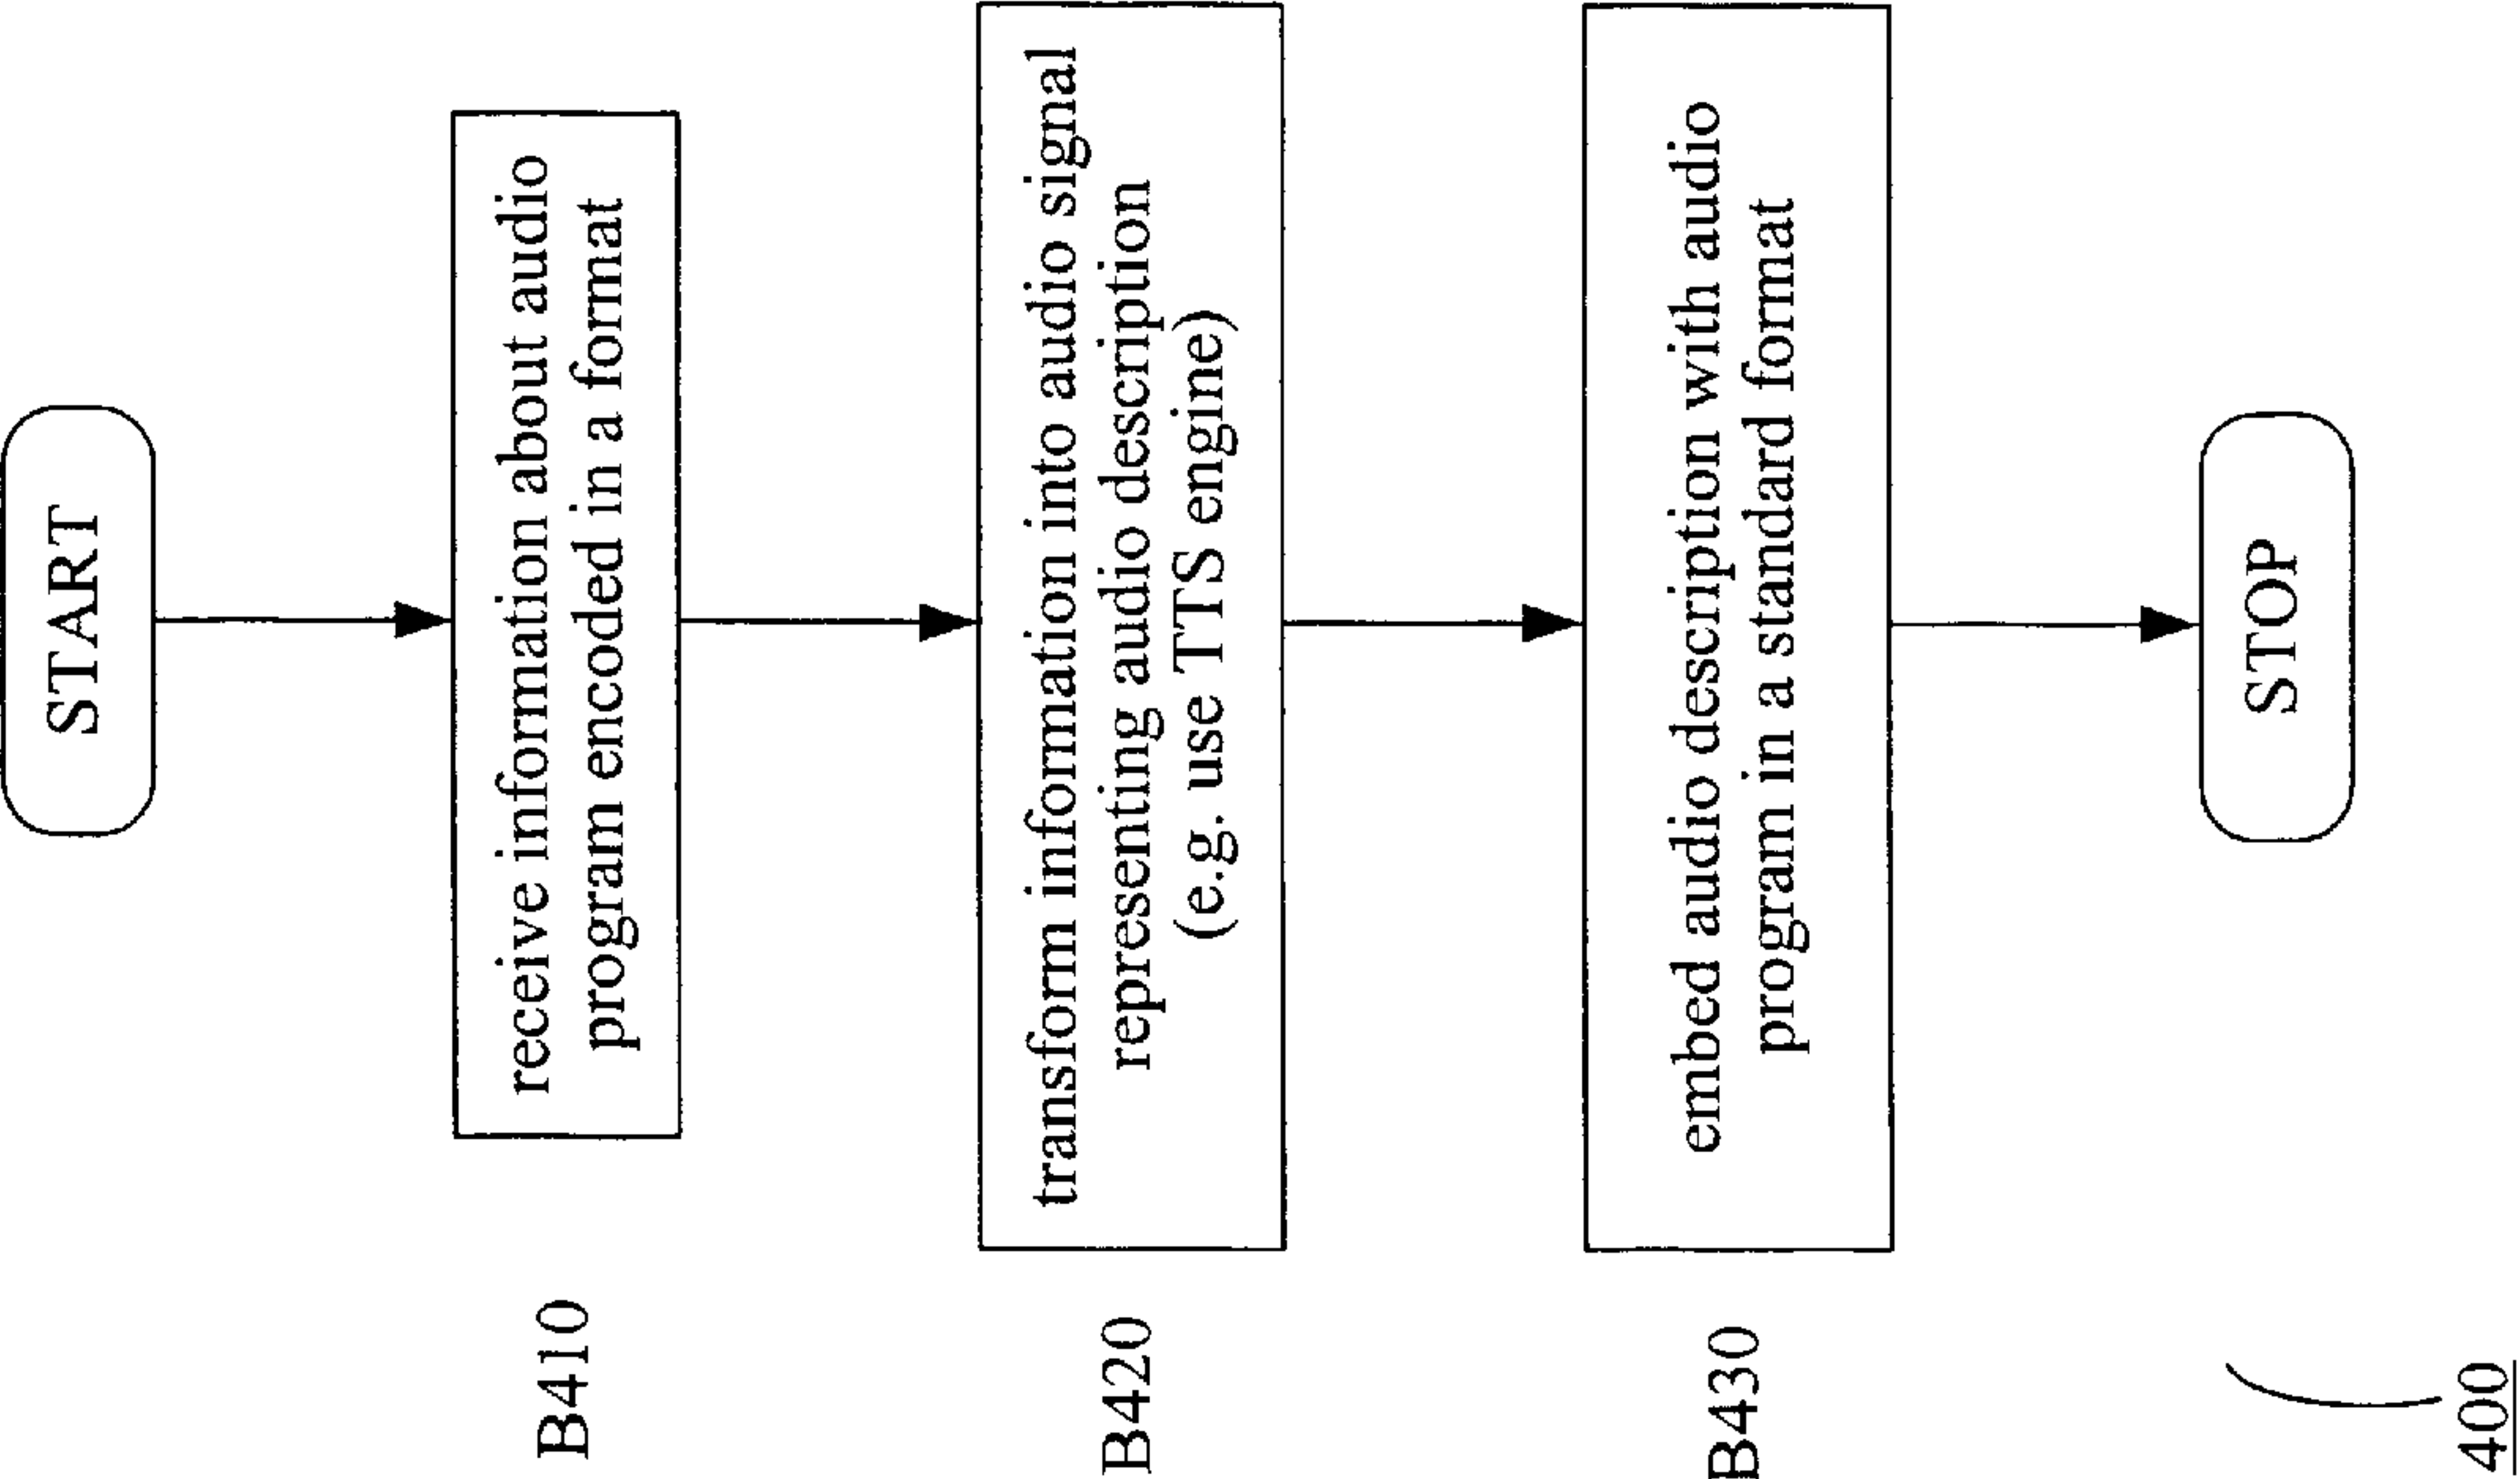 START
B410
receive information about audio
program encoded in a format
B420
transform information into audio signal
representing audio description
(e.g. use TTS engine)
B430
embed audio description with audio
program in a standard format
STOP
400